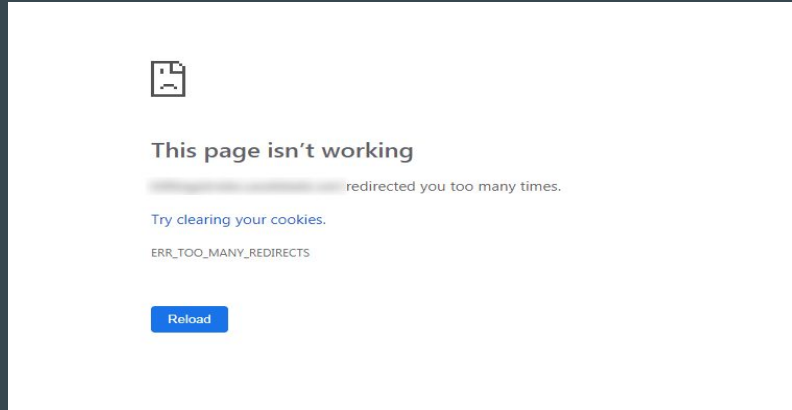 This page isn’t working
redirected you too many times.
Try clearing your cookies.
ERR_TOO_MANY_REDIRECTS
Reload